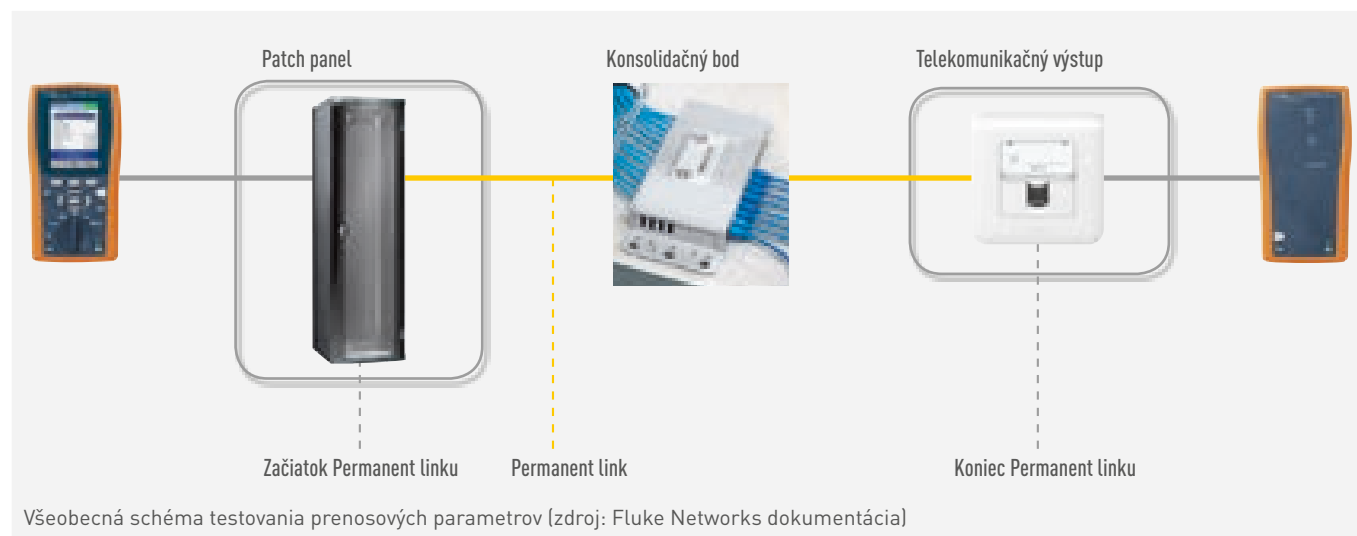 Patch panel
Konsolidačný bod
Telekomunikačný výstup
Začiatok Permanent linku
Permanent link
Koniec Permanent linku
Všeobecná schéma testovania prenosových parametrov (zdroj: Fluke Networks dokumentácia)